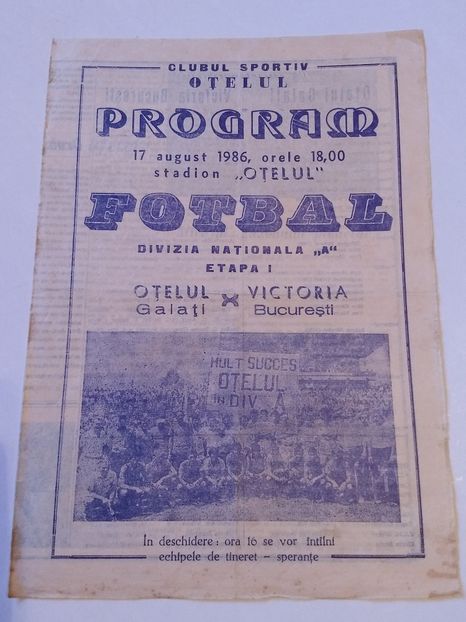 CLUBUL SPORTIV
OȚELUL
PROGRAM
17 august 1986, orele 18,00
stadion „OȚELUL"
FOTBAL
DIVIZIA NAȚIONALA „A"
ETAPA I
OȚELUL x VICTORIA
Galați București
MULT SUCCES
OȚELUL
IN DIV A
In deschidere: ora 16 se vor intîlni
echipele de tineret - speranțe